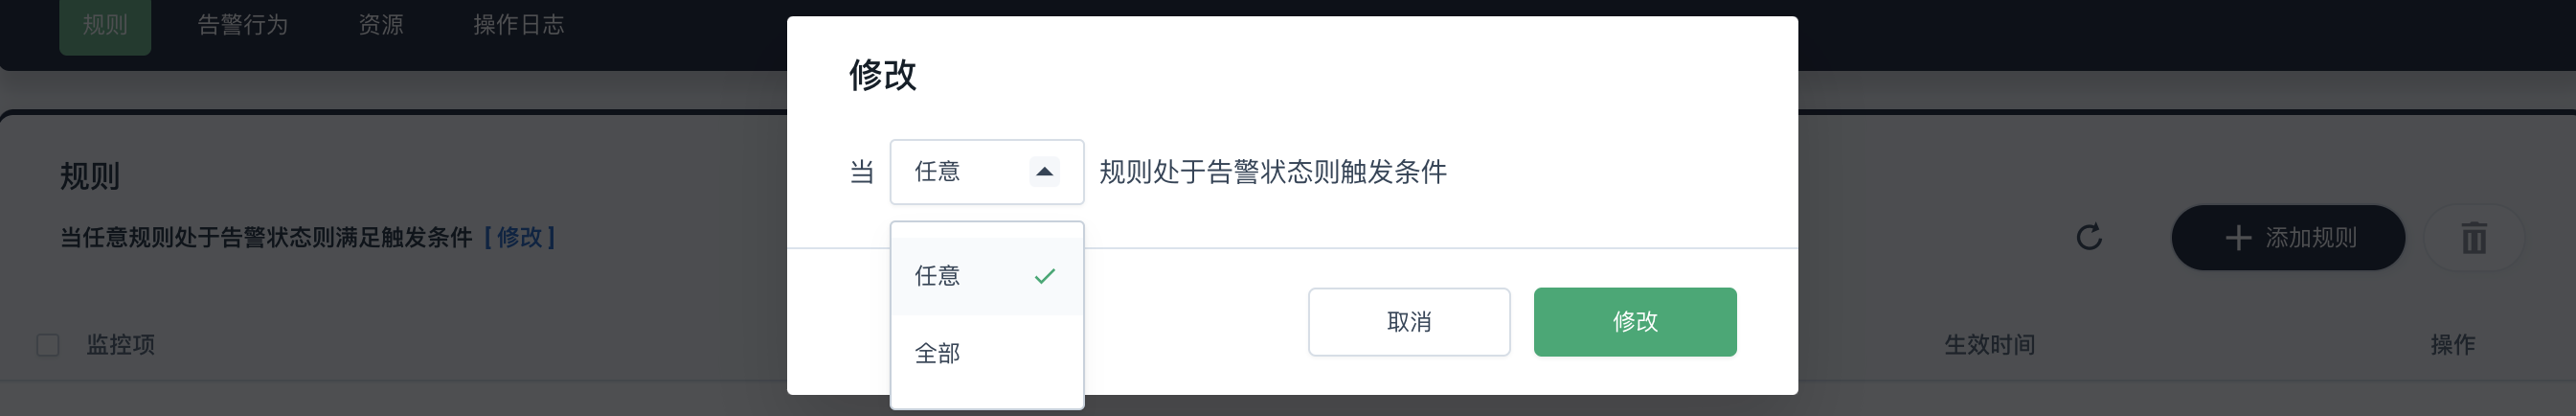 规则 告警行为 资源 操作日志
修改
当 任意 规则处于告警状态则触发条件
任意
全部
取消 修改
规则
当任意规则处于告警状态则满足触发条件 [ 修改 ]
添加规则
监控项 生效时间 操作